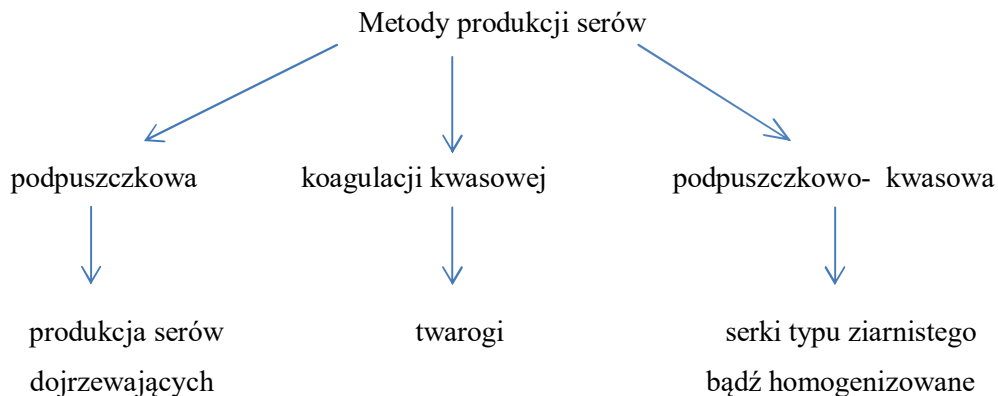 Metody produkcji serów
podpuszczkowa koagulacji kwasowej podpuszczkowo- kwasowa
produkcja serów twarogi serki typu ziarnistego
dojrzewających bądź homogenizowane